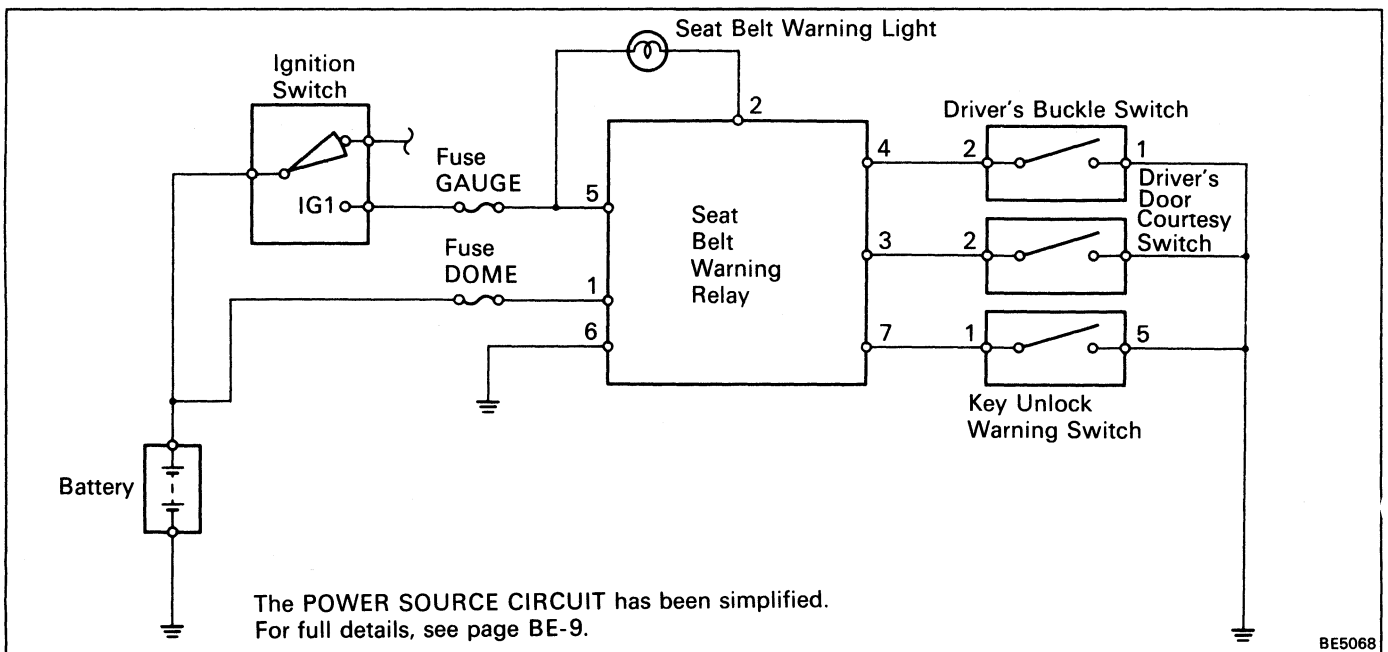 Seat Belt Warning Light
Ignition
Switch
2
Driver's Buckle Switch
Fuse
GAUGE
4
2
1
IG1
5
Driver's
Door
Courtesy
Switch
Seat
Belt
Warning
Relay
Fuse
DOME
3
2
1
6
7
1
5
Key Unlock
Warning Switch
Battery
The POWER SOURCE CIRCUIT has been simplified.
For full details, see page BE-9.
BE5068